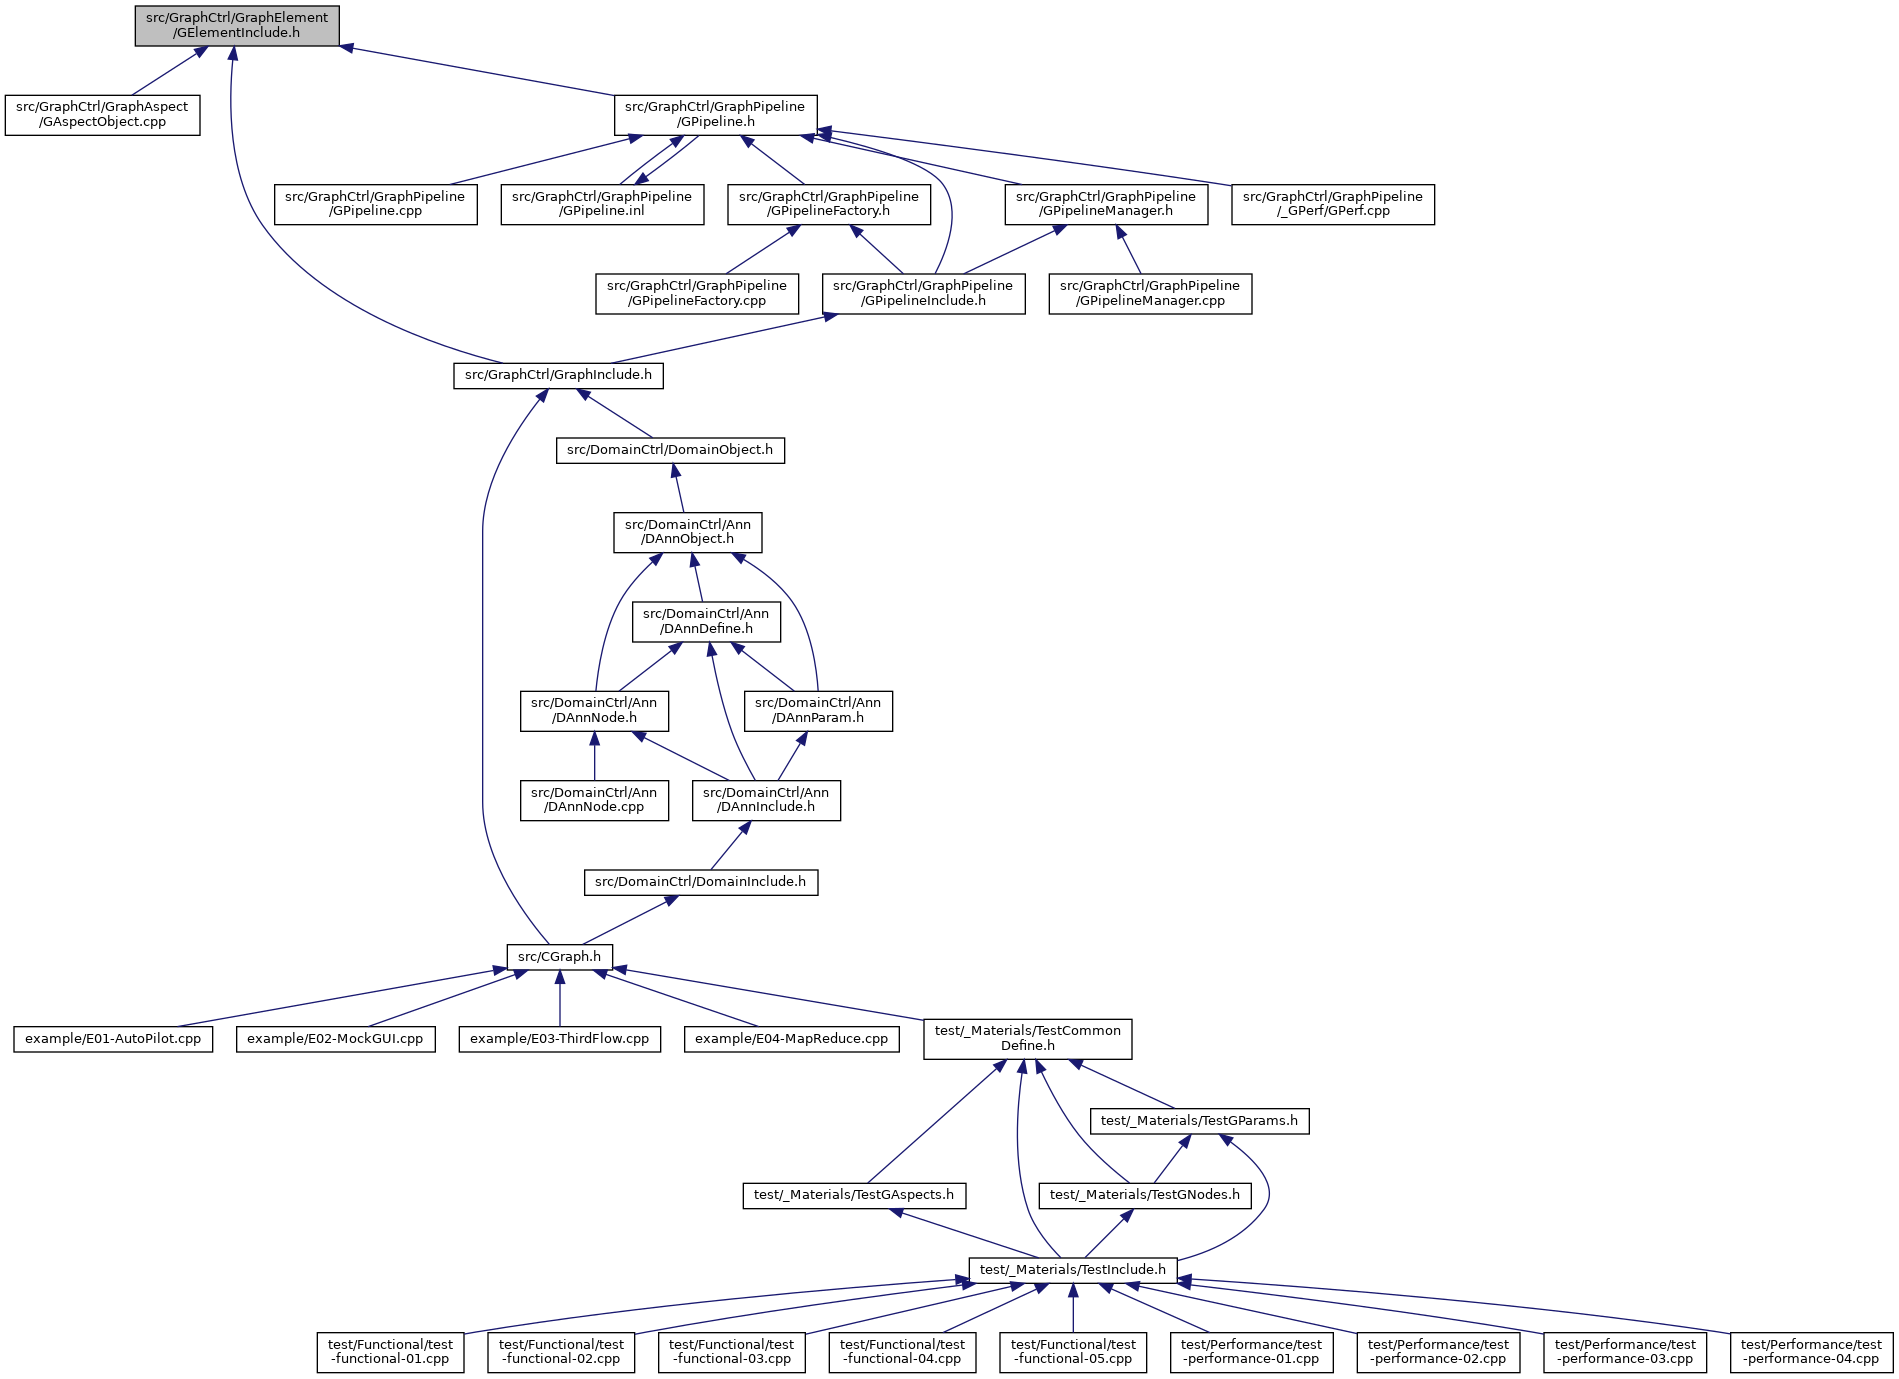 src/GraphCtrl/GraphElement
/GElementInclude.h
src/GraphCtrl/GraphAspect
/GAspectObject.cpp
src/GraphCtrl/GraphPipeline
/GPipeline.h
src/GraphCtrl/GraphPipeline
/GPipeline.cpp
src/GraphCtrl/GraphPipeline
/GPipeline.inl
src/GraphCtrl/GraphPipeline
/GPipelineFactory.h
src/GraphCtrl/GraphPipeline
/GPipelineManager.h
src/GraphCtrl/GraphPipeline
/_GPerf/GPerf.cpp
src/GraphCtrl/GraphPipeline
/GPipelineFactory.cpp
src/GraphCtrl/GraphPipeline
/GPipelineInclude.h
src/GraphCtrl/GraphPipeline
/GPipelineManager.cpp
src/GraphCtrl/GraphInclude.h
src/DomainCtrl/DomainObject.h
src/DomainCtrl/Ann
/DAnnObject.h
src/DomainCtrl/Ann
/DAnnDefine.h
src/DomainCtrl/Ann
/DAnnNode.h
src/DomainCtrl/Ann
/DAnnParam.h
src/DomainCtrl/Ann
/DAnnNode.cpp
src/DomainCtrl/Ann
/DAnnInclude.h
src/DomainCtrl/DomainInclude.h
src/CGraph.h
example/E01-AutoPilot.cpp
example/E02-MockGUI.cpp
example/E03-ThirdFlow.cpp
example/E04-MapReduce.cpp
test/_Materials/TestCommon
Define.h
test/_Materials/TestGParams.h
test/_Materials/TestGAspects.h
test/_Materials/TestGNodes.h
test/_Materials/TestInclude.h
test/Functional/test
-functional-01.cpp
test/Functional/test
-functional-02.cpp
test/Functional/test
-functional-03.cpp
test/Functional/test
-functional-04.cpp
test/Functional/test
-functional-05.cpp
test/Performance/test
-performance-01.cpp
test/Performance/test
-performance-02.cpp
test/Performance/test
-performance-03.cpp
test/Performance/test
-performance-04.cpp